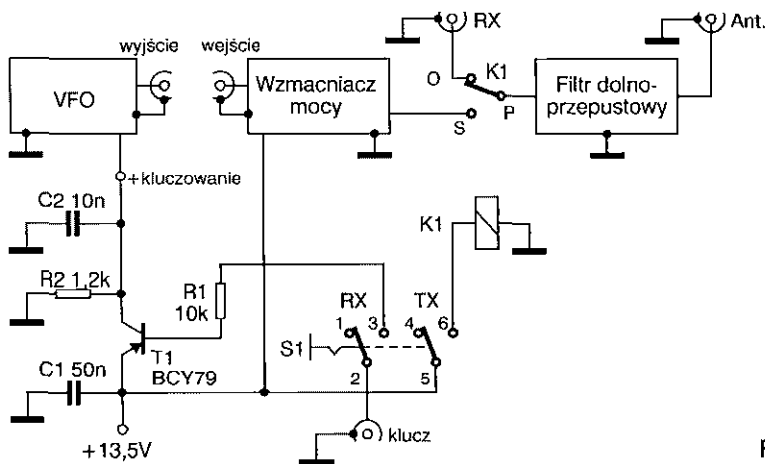 RX
Ant.
wyjście
wejście
VFO
Wzmacniacz
mocy
K1
O
S
P
Filtr dolno-
przepustowy
+kluczowanie
C2 10n
K1
R2 1,2k
R1
10k
RX
TX
1
3
4
6
S1
T1
BCY79
C1 50n
2
5
+13,5V
klucz